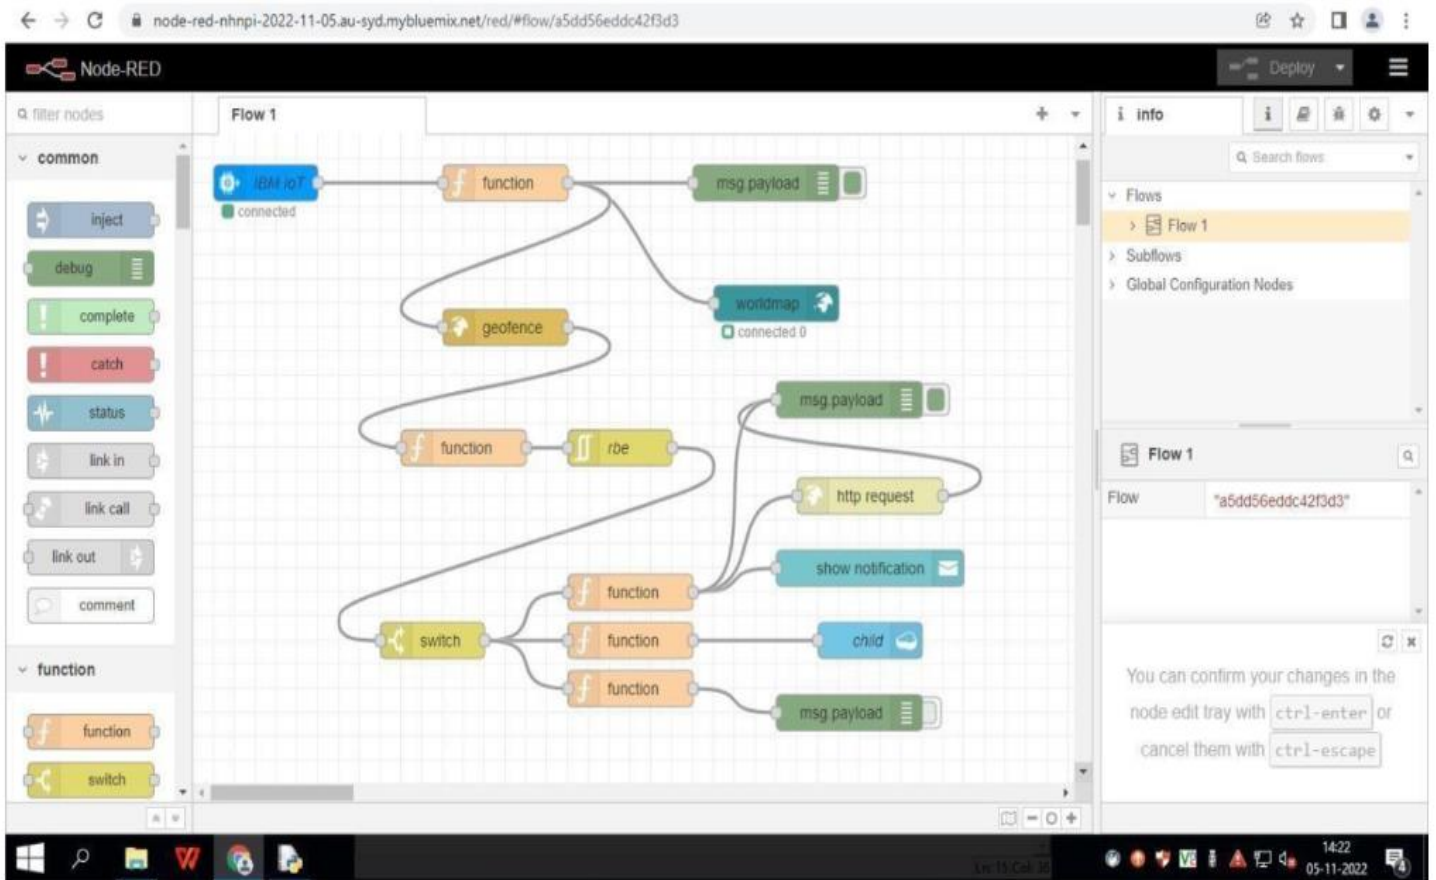 node-red-nhnpi-2022-11-05.au-syd.mybluemix.net/red/#flow/a5dd56eddc42f3d3
Node-RED
Deploy
filter nodes
Flow 1
i info
i
common
Search flows
IBM IoT
function
msg.payload
Flows
connected
Flow 1
inject
Subflows
debug
Global Configuration Nodes
worldmap
complete
geofence
connected 0
catch
msg.payload
status
function
rbe
Flow 1
link in
http request
Flow
"a5dd56eddc42f3d3"
link call
link out
show notification
function
comment
switch
function
child
function
You can confirm your changes in the
function
node edit tray with ctrl-enter or
msg.payload
function
cancel them with ctrl-escape
switch
14:22
05-11-2022